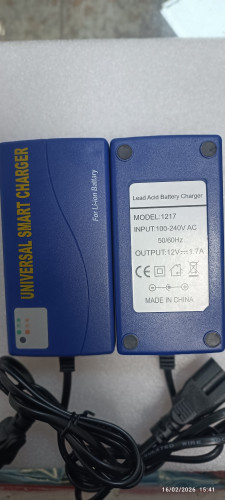 UNIVERSAL SMART CHARGER
For Li-ion Battery
Lead Acid Battery Charger
MODEL:1217
INPUT:100-240V AC
50/60Hz
OUTPUT:12V⎓1.7A
MADE IN CHINA
16/02/2026 15:41